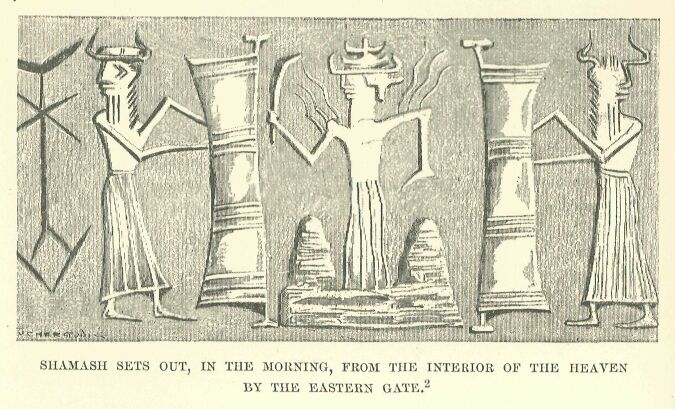 SHAMASH SETS OUT, IN THE MORNING, FROM THE INTERIOR OF THE HEAVEN
BY THE EASTERN GATE.²